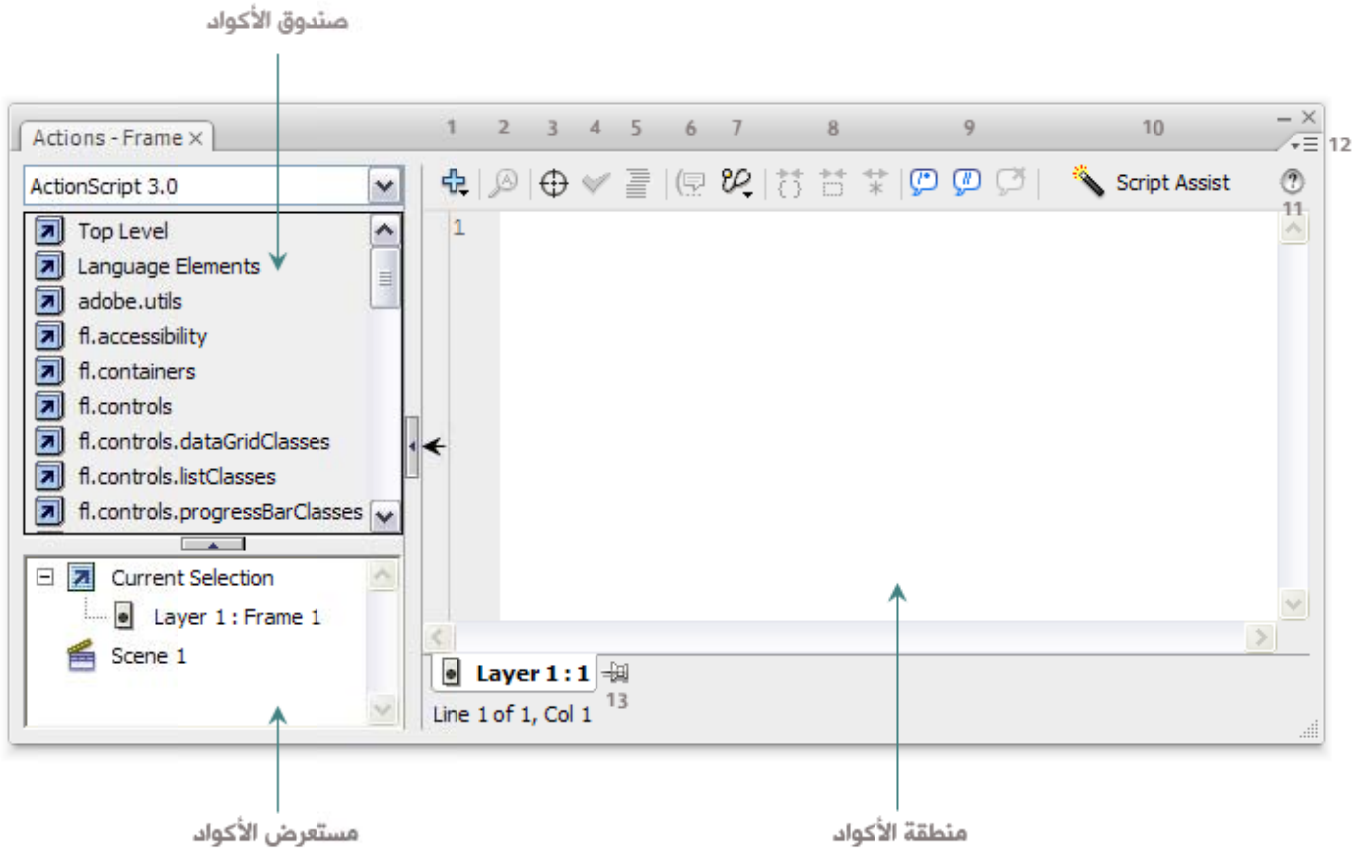 صندوق الأكواد
Actions - Frame ×
1 2 3 4 5 6 7 8 9 10
12
ActionScript 3.0
Script Assist
11
Top Level
Language Elements
adobe.utils
fl.accessibility
fl.containers
fl.controls
fl.controls.dataGridClasses
fl.controls.listClasses
fl.controls.progressBarClasses
1
Current Selection
Layer 1 : Frame 1
Scene 1
Layer 1 : 1
13
Line 1 of 1, Col 1
مستعرض الأكواد
منطقة الأكواد